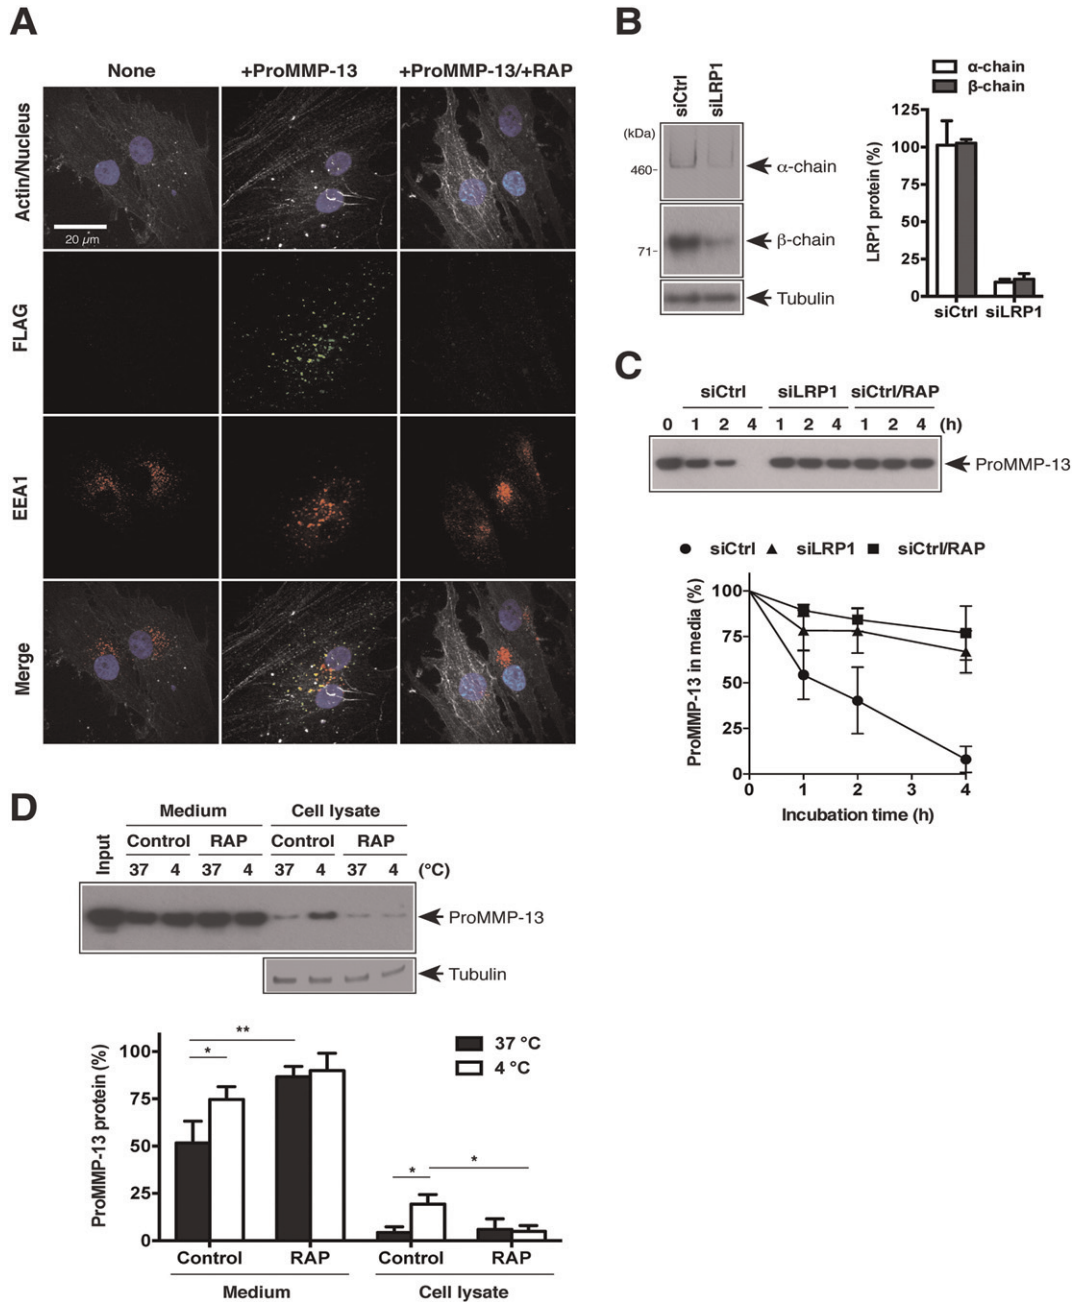 A
None +ProMMP-13 +ProMMP-13/+RAP
Actin/Nucleus
20 µm
FLAG
EEA1
Merge
B
siCtrl siLRP1
(kDa)
460-
α-chain
71-
β-chain
Tubulin
α-chain
β-chain
LRP1 protein (%)
125
100
75
50
25
0
siCtrl siLRP1
C
siCtrl siLRP1 siCtrl/RAP
0 1 2 4 1 2 4 1 2 4 (h)
ProMMP-13
siCtrl siLRP1 siCtrl/RAP
ProMMP-13 in media (%)
100
75
50
25
0
0 1 2 3 4
Incubation time (h)
D
Medium Cell lysate
Input Control RAP Control RAP
37 4 37 4 37 4 37 4 (°C)
ProMMP-13
Tubulin
ProMMP-13 protein (%)
100
75
50
25
0
** 
* 
* 
*
37 °C
4 °C
Control RAP Control RAP
Medium Cell lysate